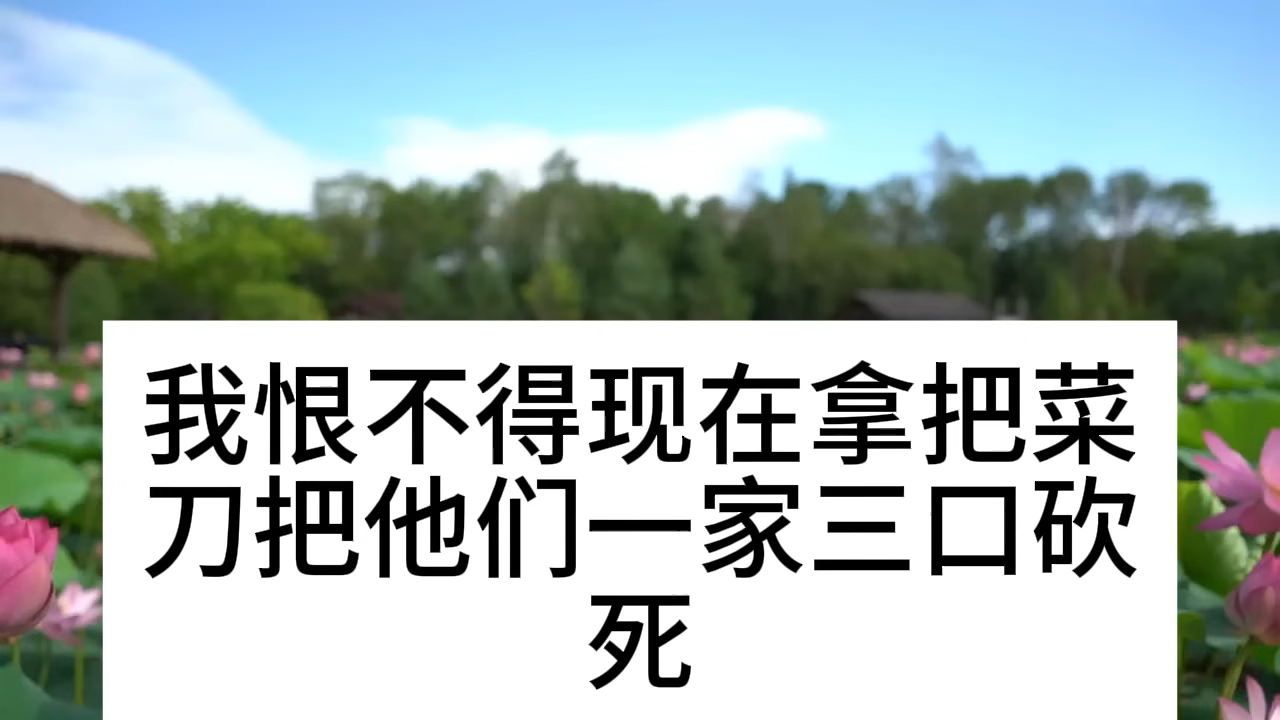 我恨不得现在拿把菜
刀把他们一家三口砍
死